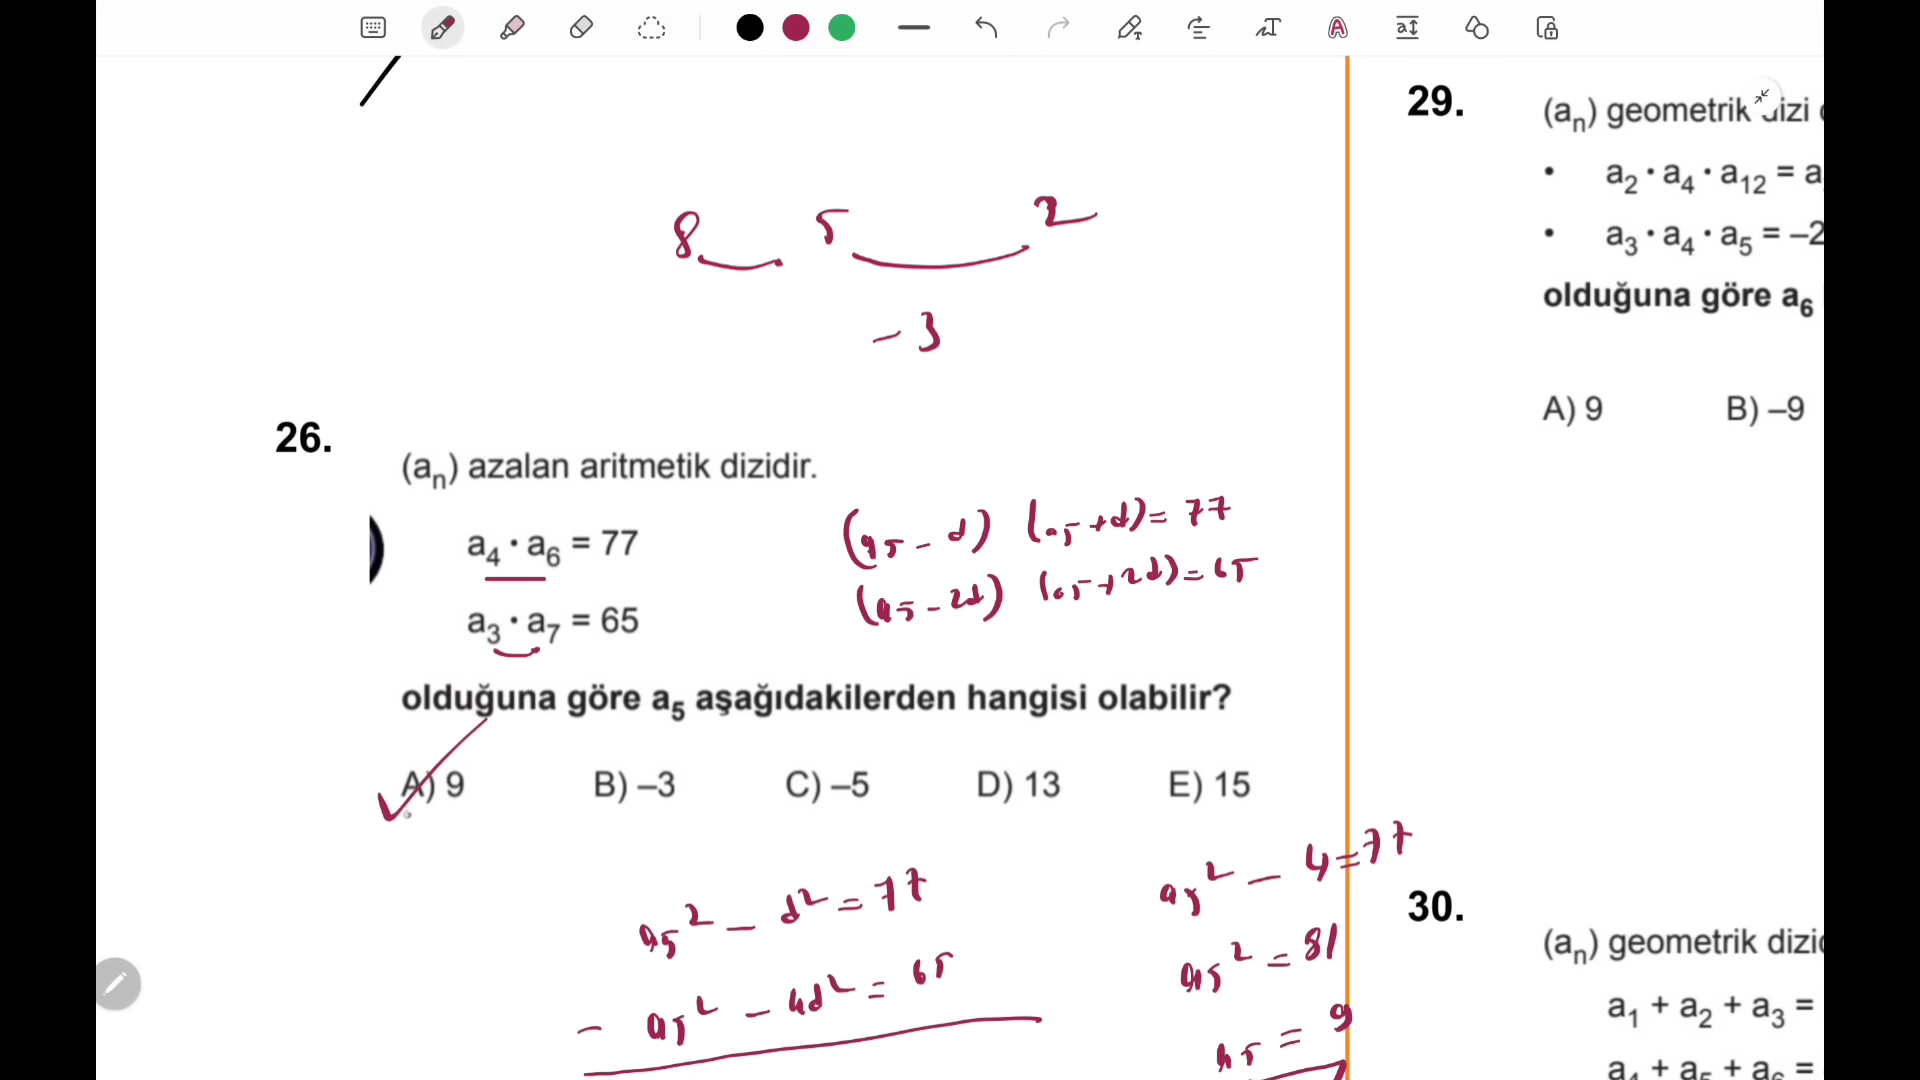 8 5 2
-3
26.
(an) azalan aritmetik dizidir.
a4 · a6 = 77
a3 · a7 = 65
(a5 - d) (a5 + d) = 77
(a5 - 2d) (a5 + 2d) = 65
olduğuna göre a5 aşağıdakilerden hangisi olabilir?
A) 9 B) –3 C) –5 D) 13 E) 15
a5² - d² = 77
- a5² - 4d² = 65
a5² - 4 = 77
a5² = 81
a5 = 9
29.
(an) geometrik dizi
• a2 · a4 · a12 = a
• a3 · a4 · a5 = –2
olduğuna göre a6
A) 9 B) –9
30.
(an) geometrik dizi
a1 + a2 + a3 =
a4 + a5 + a6 =